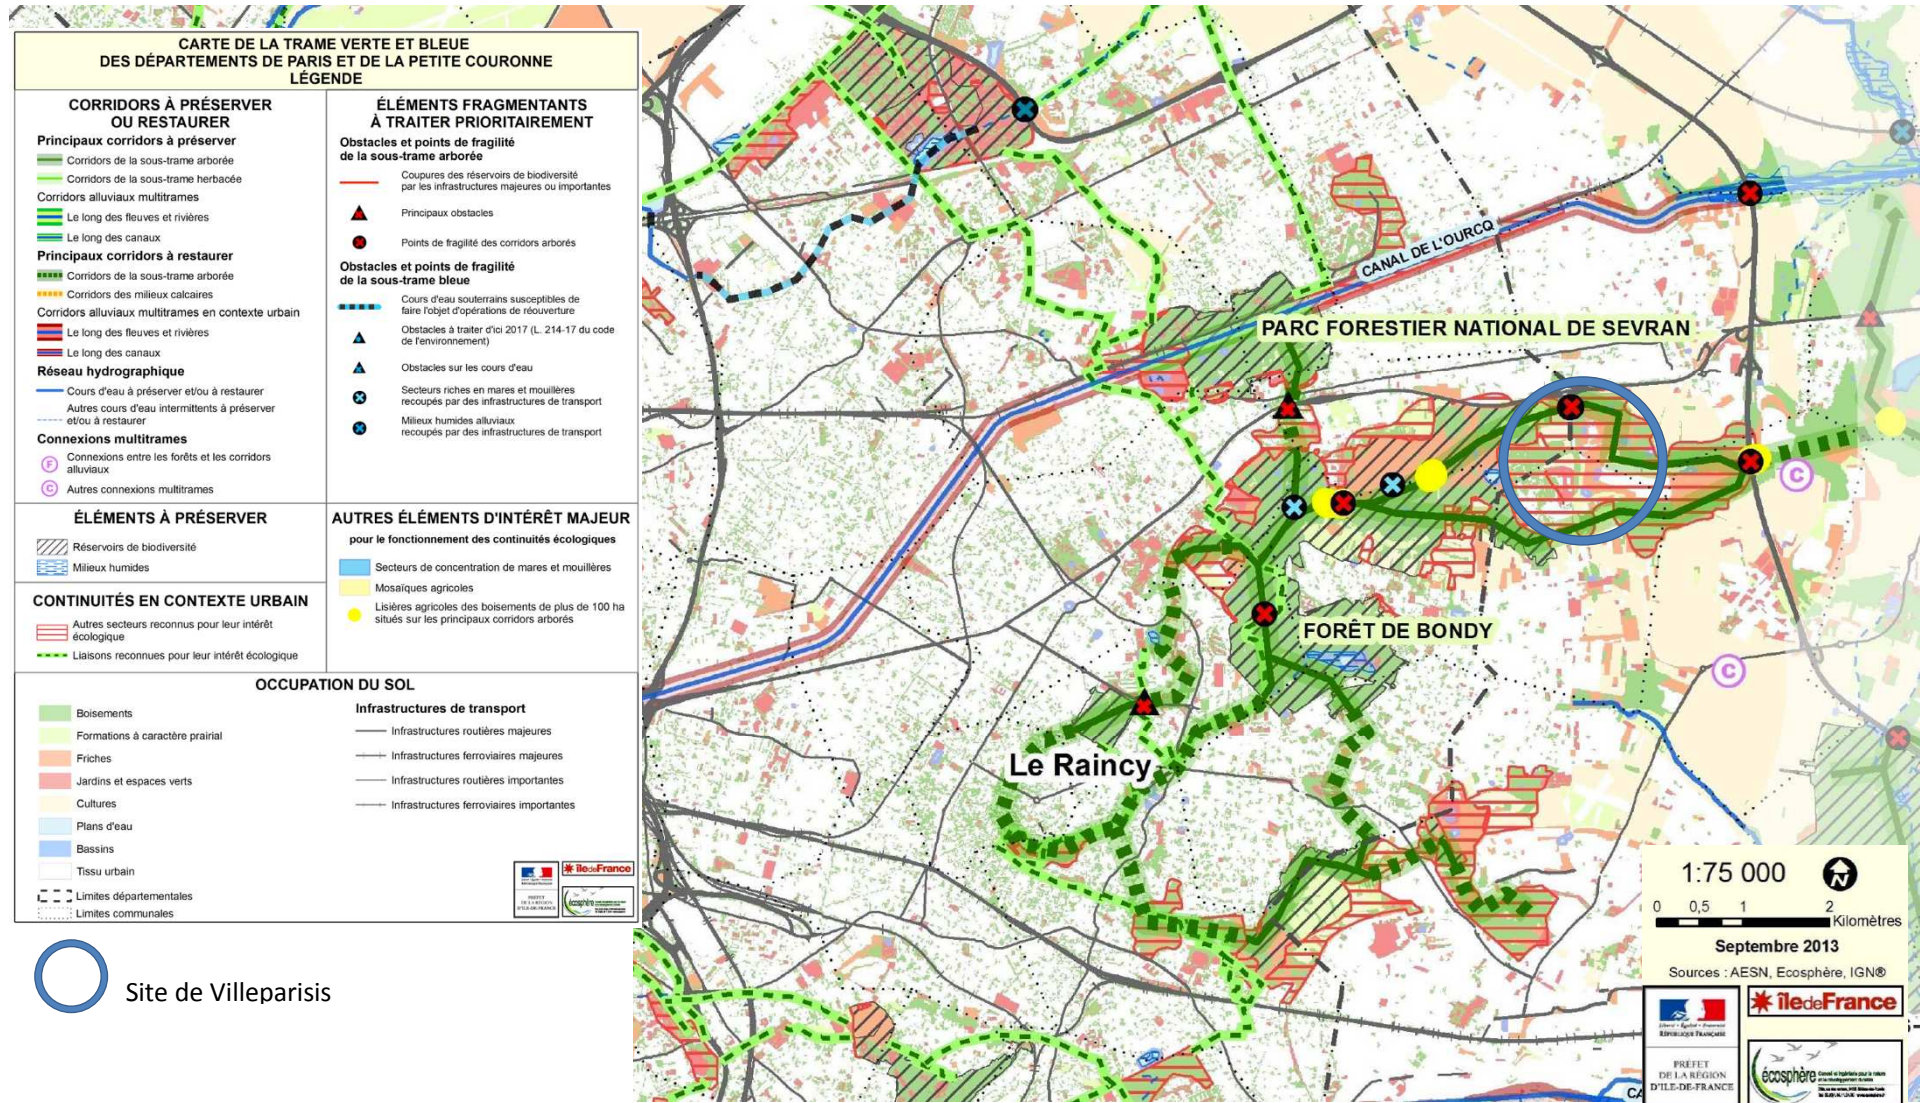 CARTE DE LA TRAME VERTE ET BLEUE
DES DÉPARTEMENTS DE PARIS ET DE LA PETITE COURONNE
LÉGENDE
CORRIDORS À PRÉSERVER
OU RESTAURER
Principaux corridors à préserver
Corridors de la sous-trame arborée
Corridors de la sous-trame herbacée
Corridors alluviaux multitrames
Le long des fleuves et rivières
Le long des canaux
Principaux corridors à restaurer
Corridors de la sous-trame arborée
Corridors des milieux calcaires
Corridors alluviaux multitrames en contexte urbain
Le long des fleuves et rivières
Le long des canaux
Réseau hydrographique
Cours d'eau à préserver et/ou à restaurer
Autres cours d'eau intermittents à préserver
et/ou à restaurer
Connexions multitrames
F
Connexions entre les forêts et les corridors
alluviaux
C
Autres connexions multitrames
ÉLÉMENTS FRAGMENTANTS
À TRAITER PRIORITAIREMENT
Obstacles et points de fragilité
de la sous-trame arborée
Coupures des réservoirs de biodiversité
par les infrastructures majeures ou importantes
Principaux obstacles
Points de fragilité des corridors arborés
Obstacles et points de fragilité
de la sous-trame bleue
Cours d'eau souterrains susceptibles de
faire l'objet d'opérations de réouverture
Obstacles à traiter d'ici 2017 (L. 214-17 du code
de l'environnement)
Obstacles sur les cours d'eau
Secteurs riches en mares et mouillères
recoupés par des infrastructures de transport
Milieux humides alluviaux
recoupés par des infrastructures de transport
ÉLÉMENTS À PRÉSERVER
Réservoirs de biodiversité
Milieux humides
CONTINUITÉS EN CONTEXTE URBAIN
Autres secteurs reconnus pour leur intérêt
écologique
Liaisons reconnues pour leur intérêt écologique
AUTRES ÉLÉMENTS D'INTÉRÊT MAJEUR
pour le fonctionnement des continuités écologiques
Secteurs de concentration de mares et mouillères
Mosaïques agricoles
Lisières agricoles des boisements de plus de 100 ha
situés sur les principaux corridors arborés
OCCUPATION DU SOL
Boisements
Formations à caractère prairial
Friches
Jardins et espaces verts
Cultures
Plans d'eau
Bassins
Tissu urbain
Limites départementales
Limites communales
Infrastructures de transport
Infrastructures routières majeures
Infrastructures ferroviaires majeures
Infrastructures routières importantes
Infrastructures ferroviaires importantes
îledeFrance
PRÉFET
DE LA RÉGION
D'ILE-DE-FRANCE
écosphère
Site de Villeparisis
CANAL DE L'OURCQ
PARC FORESTIER NATIONAL DE SEVRAN
C
FORÊT DE BONDY
C
Le Raincy
1:75 000
N
0 0,5 1 2
Kilomètres
Septembre 2013
Sources : AESN, Ecosphère, IGN®
îledeFrance
Liberté • Égalité • Fraternité
RÉPUBLIQUE FRANÇAISE
PRÉFET
DE LA RÉGION
D'ILE-DE-FRANCE
écosphère
CA